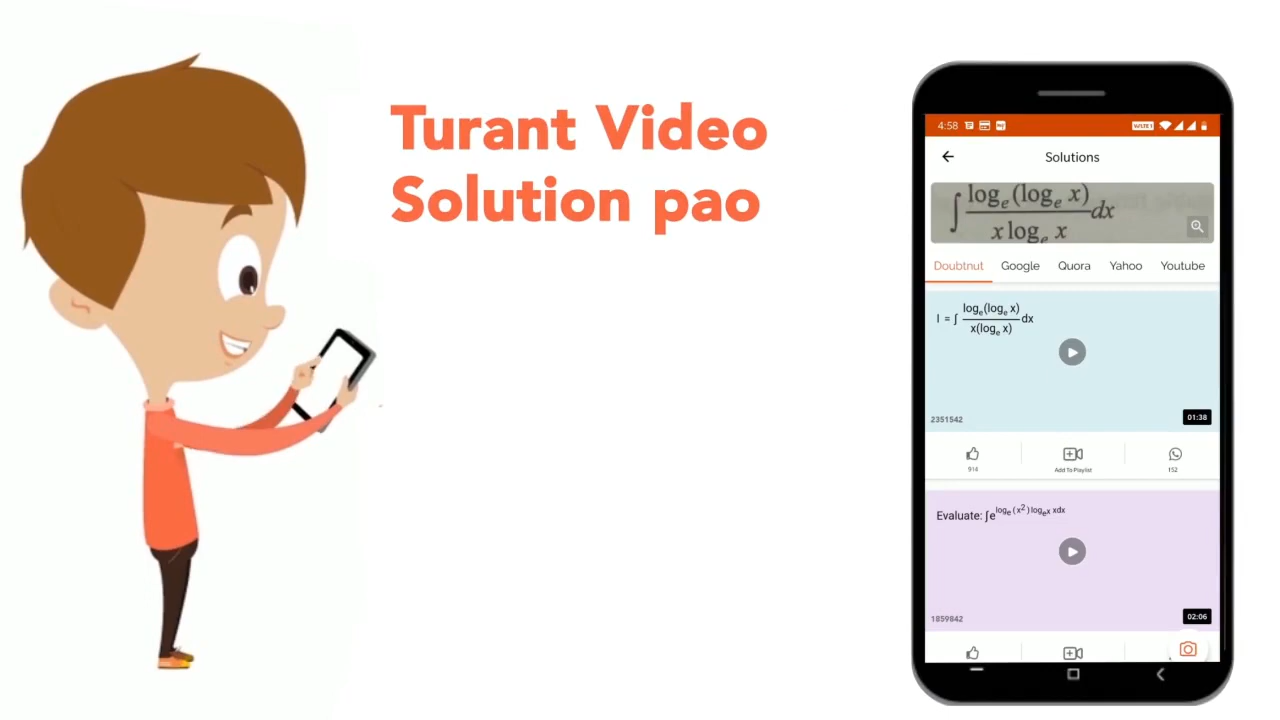 Turant Video
Solution pao
4:58
VoLTE1
Solutions
∫ logₑ(logₑ x) / x logₑ x dx
Doubtnut Google Quora Yahoo Youtube
I = ∫ logₑ(logₑ x) / x(logₑ x) dx
2351542 01:38
914 Add To Playlist 152
Evaluate: ∫e^logₑ(x²)logₑx xdx
1859842 02:06